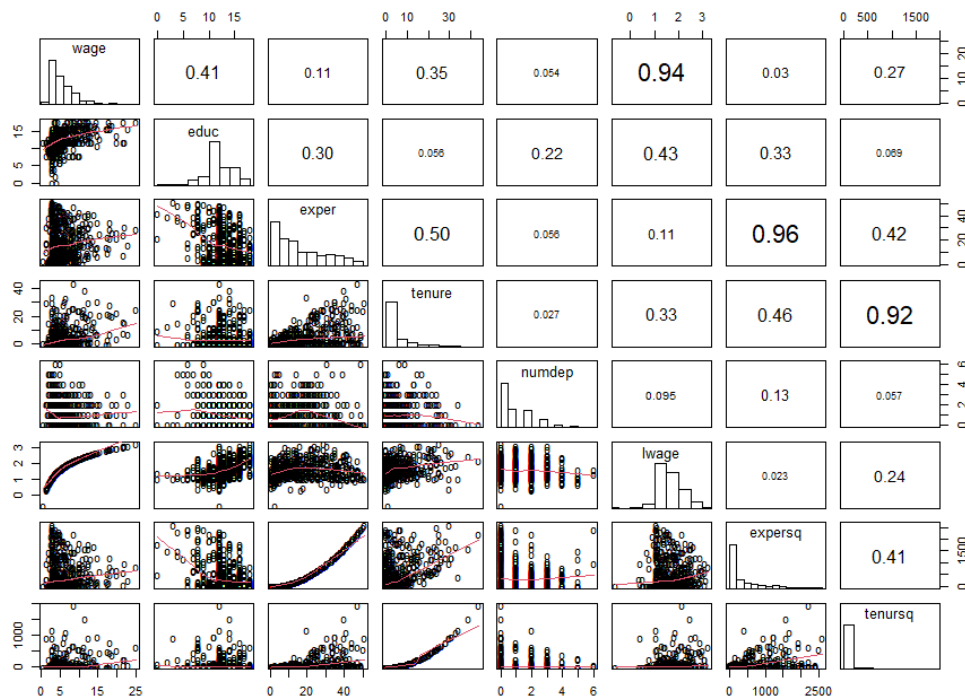 0 5 10 15 0 10 30 0 1 2 3 0 500 1500
wage 0.41 0.11 0.35 0.054 0.94 0.03 0.27 0 10 20
0 5 15 educ 0.30 0.056 0.22 0.43 0.33 0.069
exper 0.50 0.056 0.11 0.96 0.42 0 20 40
0 20 40 tenure 0.027 0.33 0.46 0.92
numdep 0.095 0.13 0.057 0 2 4 6
0 1 2 3 lwage 0.023 0.24
expersq 0.41 0 1500
0 1000 tenursq
0 5 15 25 0 20 40 0 1 2 3 4 5 6 0 1000 2500